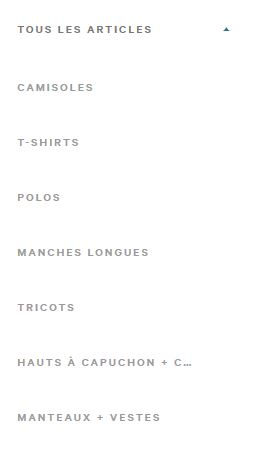 TOUS LES ARTICLES
CAMISOLES
T-SHIRTS
POLOS
MANCHES LONGUES
TRICOTS
HAUTS À CAPUCHON + C…
MANTEAUX + VESTES